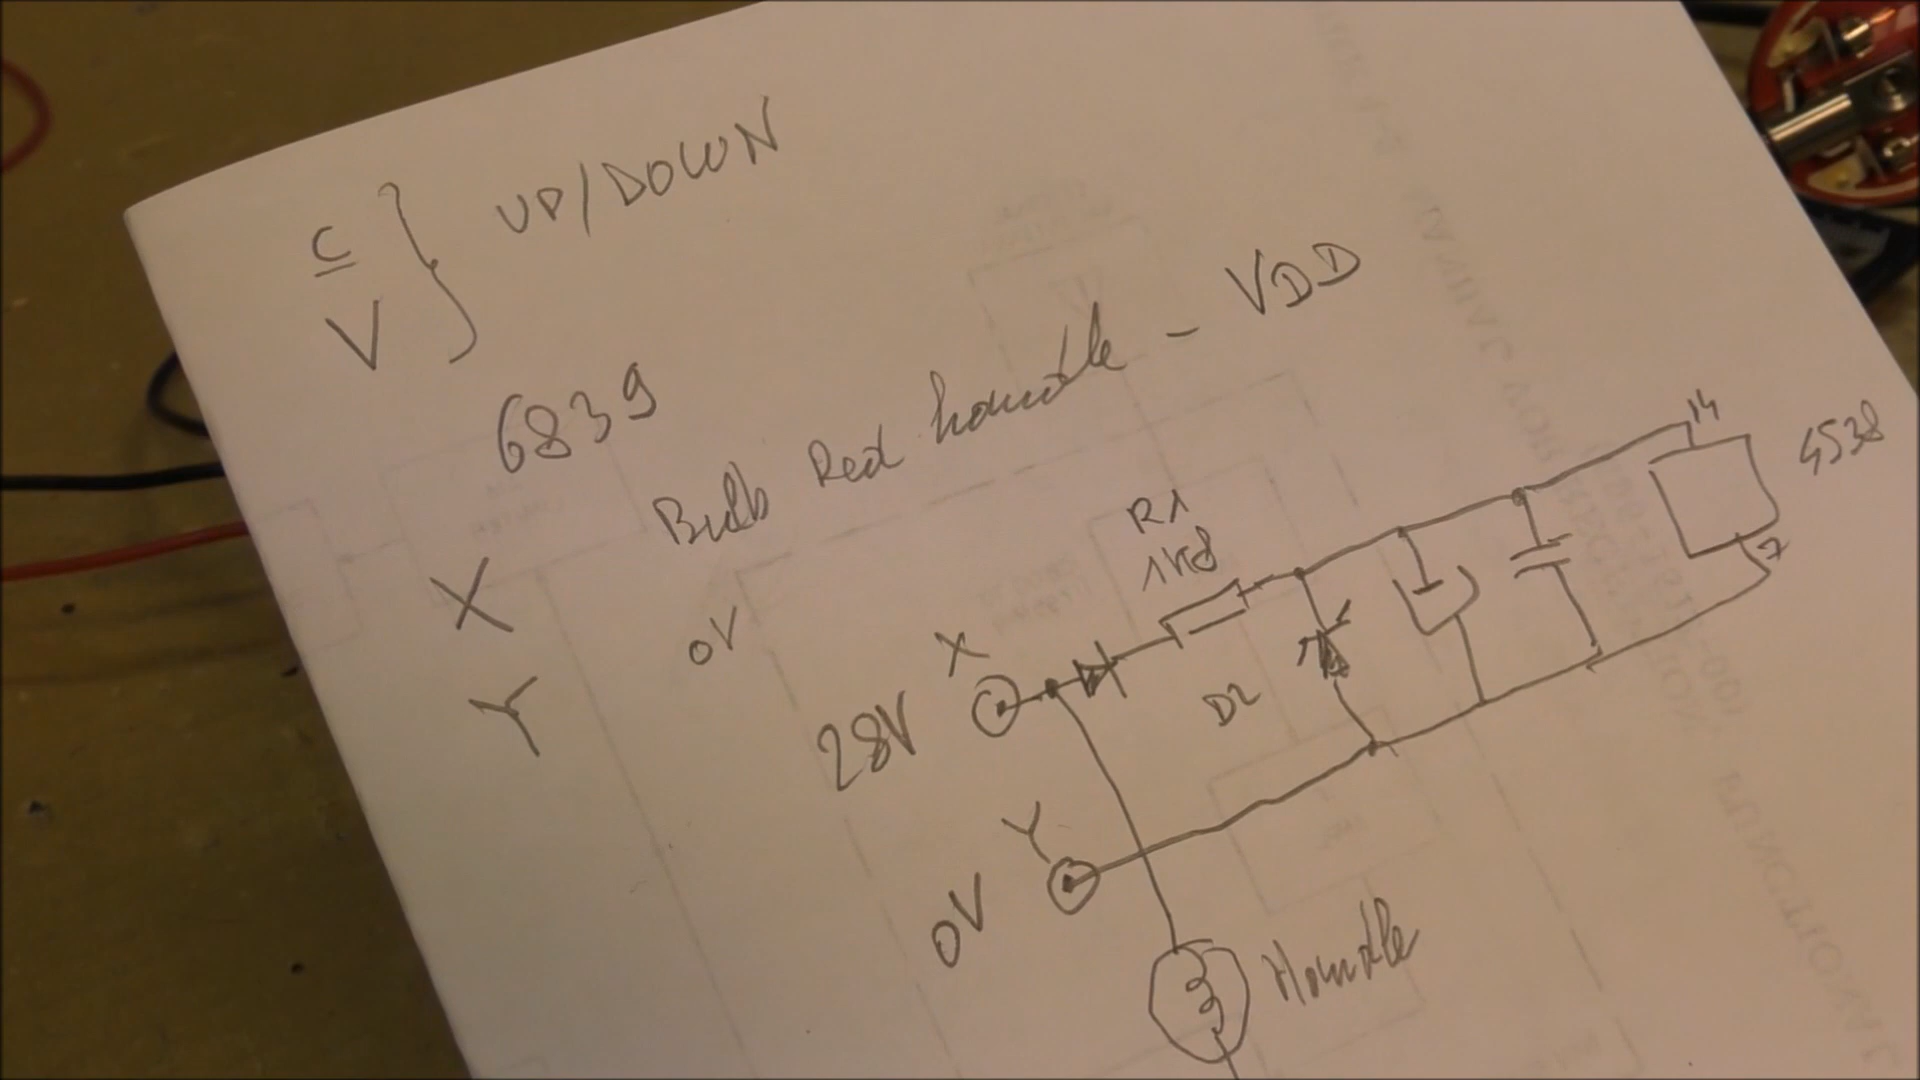 C
V
UP/DOWN
6839
Bulb Red handle - VDD
X
Y
0V
R1
1K8
14
4538
7
X
28V
D2
Y
0V
Handle